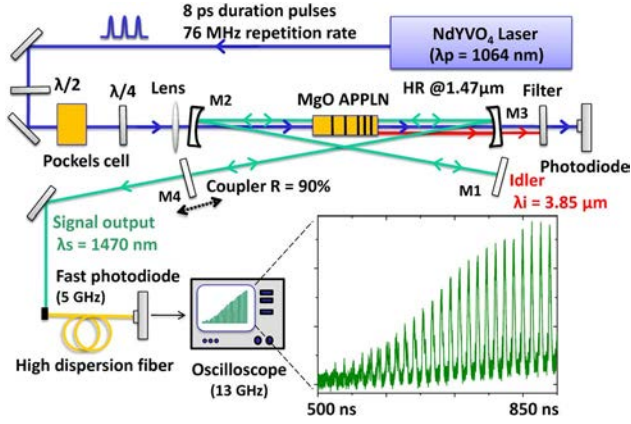 8 ps duration pulses
76 MHz repetition rate
NdYVO₄ Laser
(λp = 1064 nm)
λ/2
λ/4
Lens
M2
MgO APPLN
HR @1.47μm
M3
Filter
Pockels cell
Photodiode
M4
Coupler R = 90%
M1
Idler
λi = 3.85 μm
Signal output
λs = 1470 nm
Fast photodiode
(5 GHz)
High dispersion fiber
Oscilloscope
(13 GHz)
500 ns
850 ns